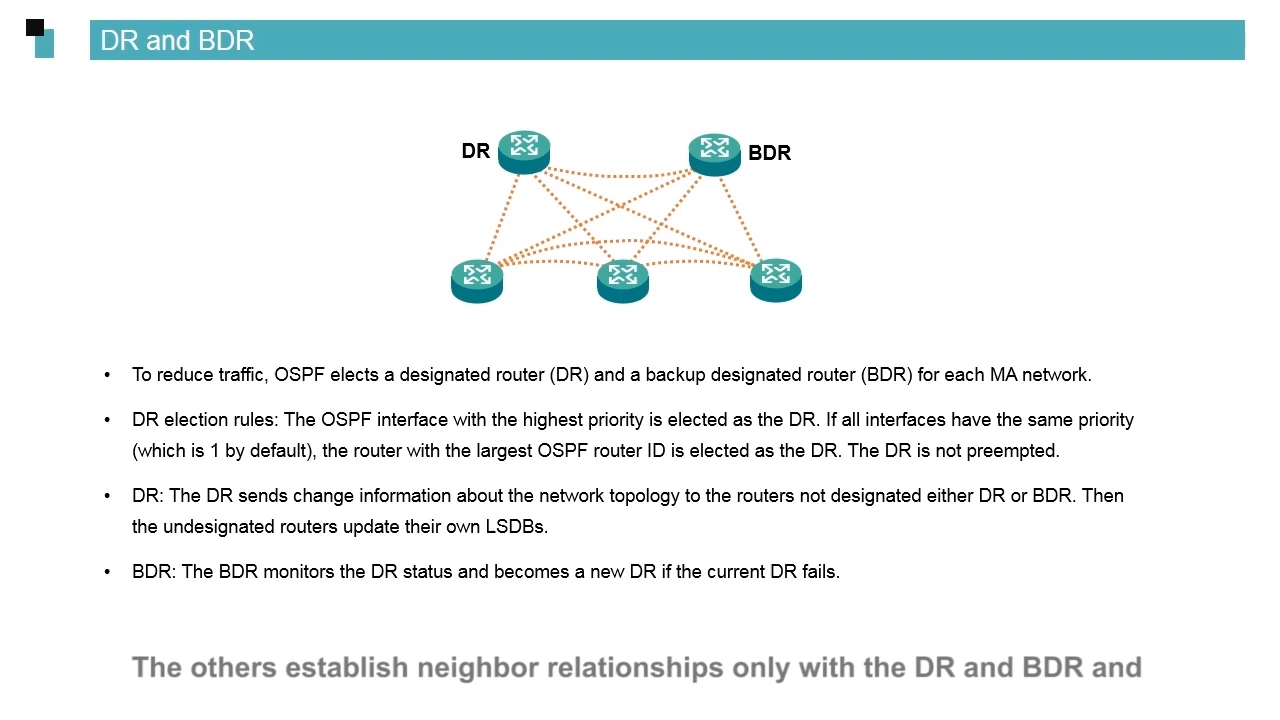 DR and BDR
DR
BDR
• To reduce traffic, OSPF elects a designated router (DR) and a backup designated router (BDR) for each MA network.
• DR election rules: The OSPF interface with the highest priority is elected as the DR. If all interfaces have the same priority
(which is 1 by default), the router with the largest OSPF router ID is elected as the DR. The DR is not preempted.
• DR: The DR sends change information about the network topology to the routers not designated either DR or BDR. Then
the undesignated routers update their own LSDBs.
• BDR: The BDR monitors the DR status and becomes a new DR if the current DR fails.
The others establish neighbor relationships only with the DR and BDR and